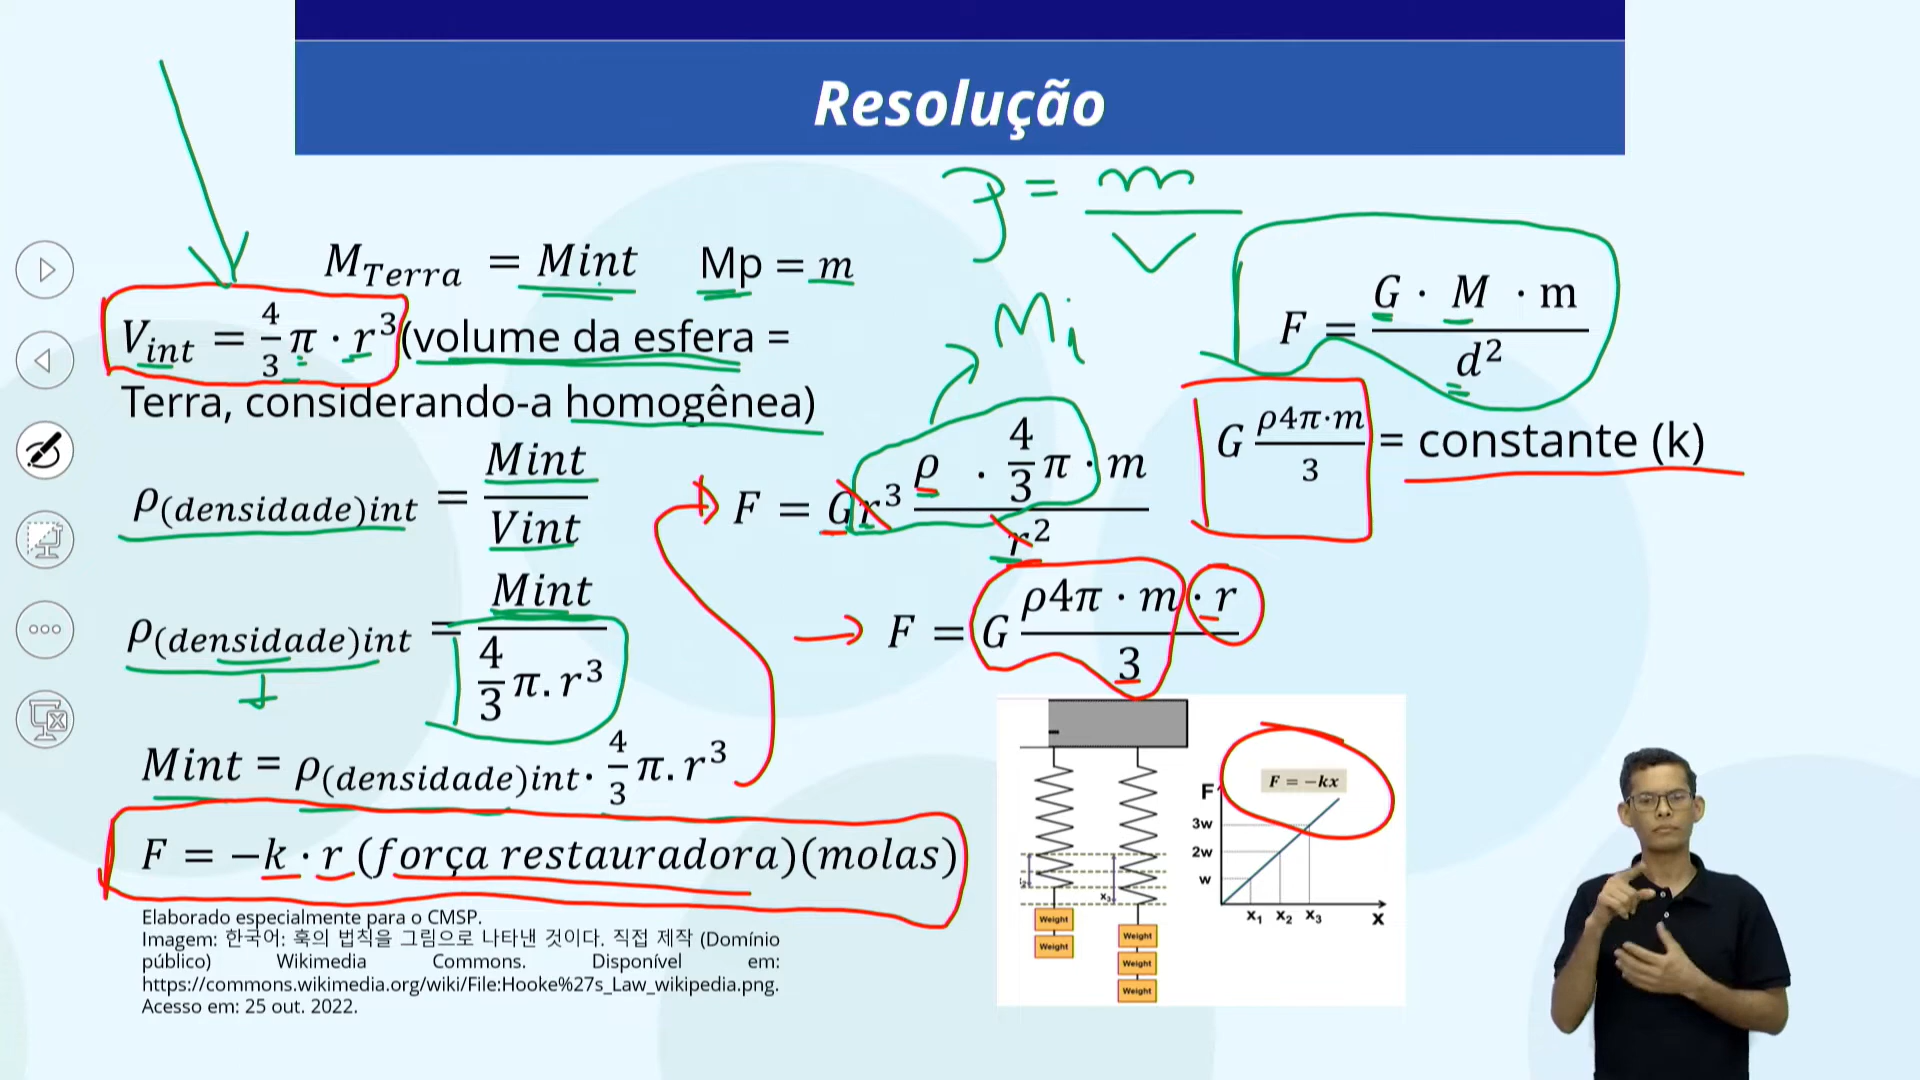 Resolução
ρ = m / V
M_Terra = Mint Mp = m
V_int = 4/3 π · r³ (volume da esfera =
Terra, considerando-a homogênea)
ρ(densidade)int = Mint / Vint
ρ(densidade)int = Mint / 4/3 π. r³
Mint = ρ(densidade)int. 4/3 π. r³
F = −k · r (força restauradora)(molas)
Mi
F = G · M · m / d²
G ρ4π·m / 3 = constante (k)
F = Gr³ ρ . 4/3 π · m / r²
F = G ρ4π · m · r / 3
F = −kx
F
3w
2w
w
x₁ x₂ x₃
x
x₃
Weight
Weight
Weight
Weight
Weight
Elaborado especialmente para o CMSP.
Imagem: 한국어: 훅의 법칙을 그림으로 나타낸 것이다. 직접 제작 (Domínio
público) Wikimedia Commons. Disponível em:
https://commons.wikimedia.org/wiki/File:Hooke%27s_Law_wikipedia.png.
Acesso em: 25 out. 2022.